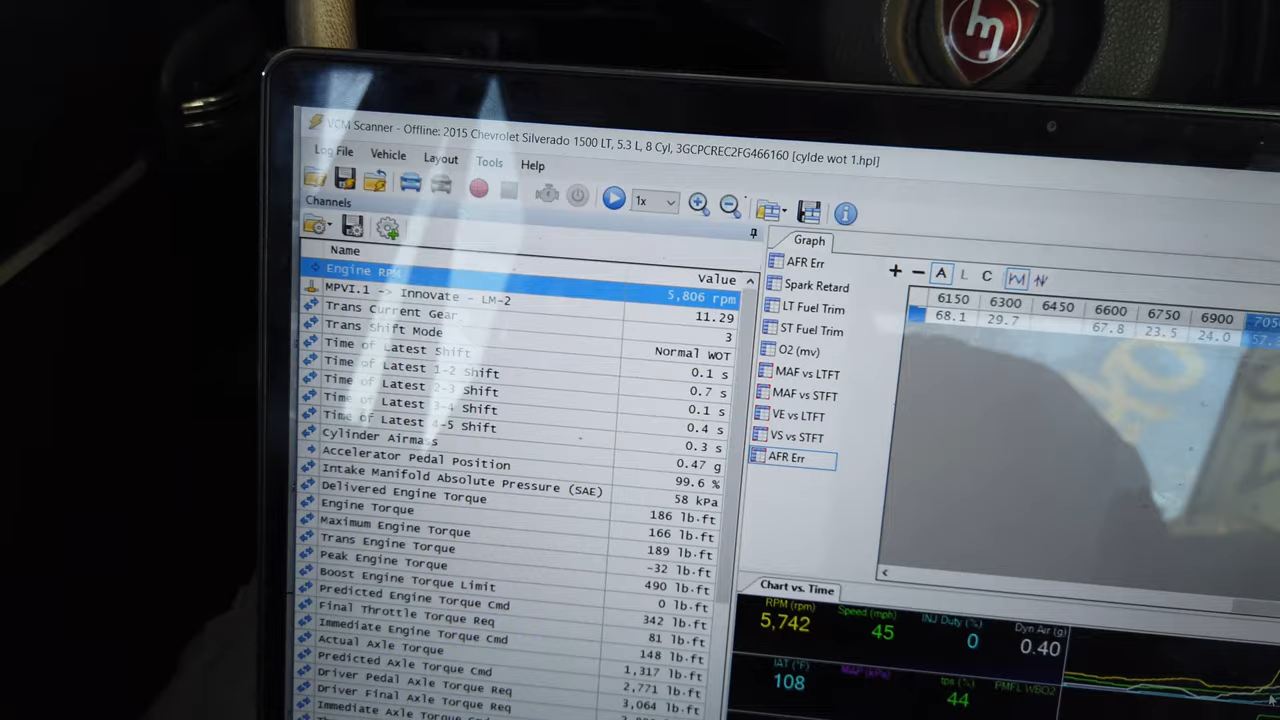 VCM Scanner - Offline: 2015 Chevrolet Silverado 1500 LT, 5.3 L, 8 Cyl, 3GCPCREC2FG466160 [cylde wot 1.hpl]
Log File Vehicle Layout Tools Help
1x
Channels
Name Value
Engine RPM 5,806 rpm
MPVI.1 -> Innovate - LM-2 11.29
Trans Current Gear 3
Trans Shift Mode Normal WOT
Time of Latest Shift 0.1 s
Time of Latest 1-2 Shift 0.7 s
Time of Latest 2-3 Shift 0.1 s
Time of Latest 3-4 Shift 0.4 s
Time of Latest 4-5 Shift 0.3 s
Cylinder Airmass 0.47 g
Accelerator Pedal Position 99.6 %
Intake Manifold Absolute Pressure (SAE) 58 kPa
Delivered Engine Torque 186 lb·ft
Engine Torque 166 lb·ft
Maximum Engine Torque 189 lb·ft
Trans Engine Torque -32 lb·ft
Peak Engine Torque 490 lb·ft
Boost Engine Torque Limit 0 lb·ft
Predicted Engine Torque Cmd 342 lb·ft
Final Throttle Torque Req 81 lb·ft
Immediate Engine Torque Cmd 148 lb·ft
Actual Axle Torque 1,317 lb·ft
Predicted Axle Torque Cmd 2,771 lb·ft
Driver Pedal Axle Torque Req 3,064 lb·ft
Driver Final Axle Torque Req
Immediate Axle Torque Cmd
Graph
AFR Err
Spark Retard
LT Fuel Trim
ST Fuel Trim
O2 (mv)
MAF vs LTFT
MAF vs STFT
VE vs LTFT
VS vs STFT
AFR Err
+ − A L C
6150 6300 6450 6600 6750 6900
68.1 29.7 67.8 23.5 24.0
Chart vs. Time
RPM (rpm) Speed (mph) INJ Duty (%) Dyn Air (g)
5,742 45 0 0.40
IAT (°F) MAP (kPa) tps (%) PMFL WBO2
108 44